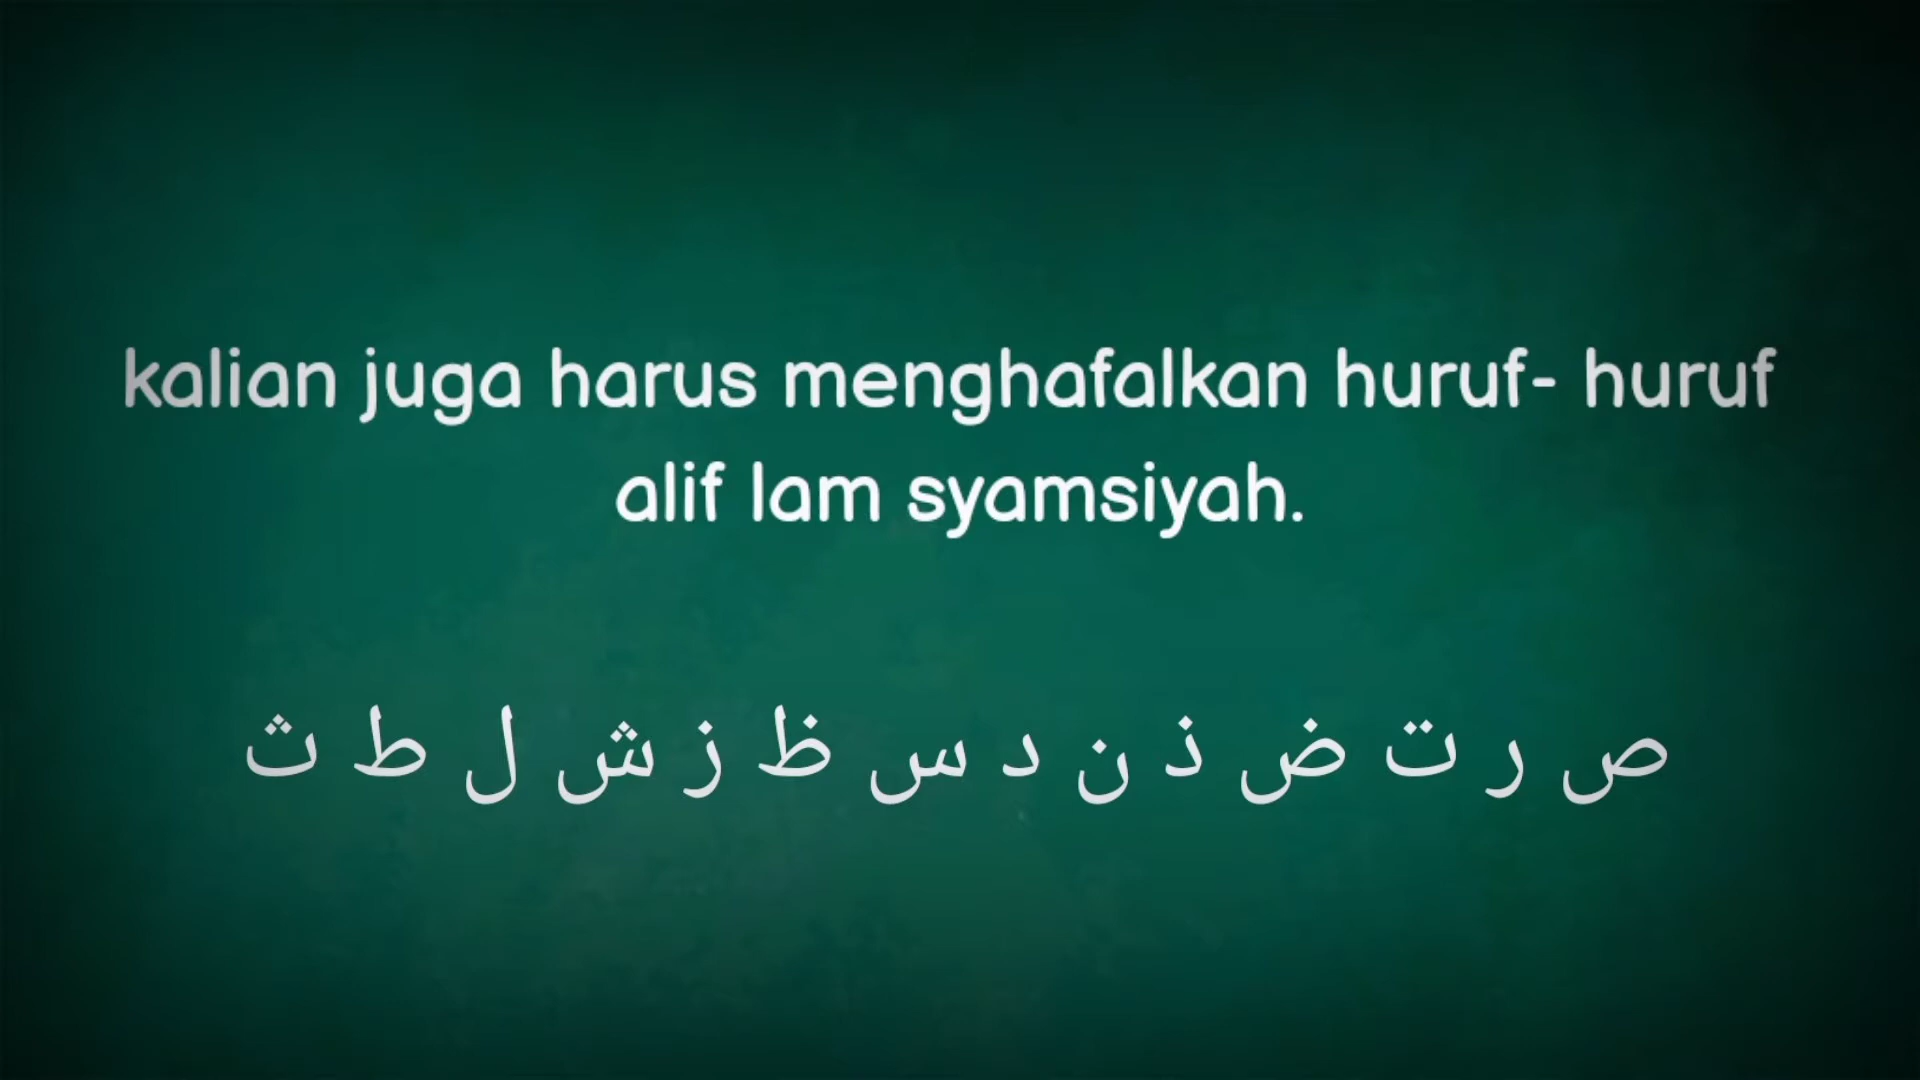 kalian juga harus menghafalkan huruf- huruf
alif lam syamsiyah.
ص ر ت ض ذ ن د س ظ ز ش ل ط ث